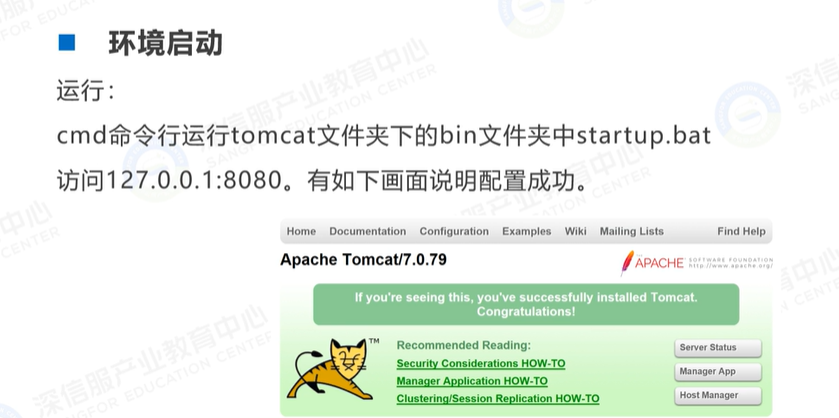 环境启动
运行：
cmd命令行运行tomcat文件夹下的bin文件夹中startup.bat
访问127.0.0.1:8080。有如下画面说明配置成功。
Home Documentation Configuration Examples Wiki Mailing Lists Find Help
Apache Tomcat/7.0.79
APACHE SOFTWARE FOUNDATION
http://www.apache.org/
If you're seeing this, you've successfully installed Tomcat.
Congratulations!
TM
Recommended Reading:
Security Considerations HOW-TO
Manager Application HOW-TO
Clustering/Session Replication HOW-TO
Server Status
Manager App
Host Manager
深信服产业教育中心
SANGFOR EDUCATION CENTER